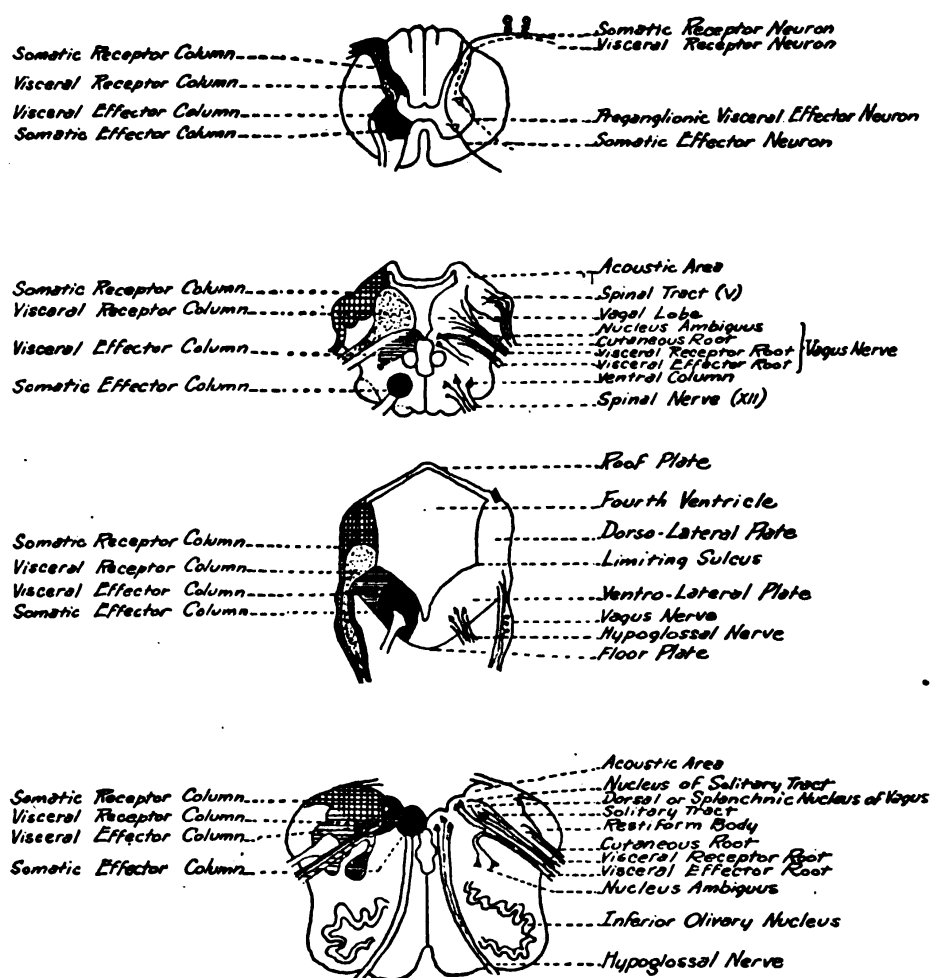 Somatic Receptor Column
Visceral Receptor Column
Visceral Effector Column
Somatic Effector Column
Somatic Receptor Neuron
Visceral Receptor Neuron
Preganglionic Visceral Effector Neuron
Somatic Effector Neuron
Somatic Receptor Column
Visceral Receptor Column
Visceral Effector Column
Somatic Effector Column
Acoustic Area
Spinal Tract (V)
Vagal Lobe
Nucleus Ambiguus
Cutaneous Root
Visceral Receptor Root
Visceral Effector Root
Vagus Nerve
Ventral Column
Spinal Nerve (XII)
Somatic Receptor Column
Visceral Receptor Column
Visceral Effector Column
Somatic Effector Column
Roof Plate
Fourth Ventricle
Dorso-Lateral Plate
Limiting Sulcus
Ventro-Lateral Plate
Vagus Nerve
Hypoglossal Nerve
Floor Plate
Somatic Receptor Column
Visceral Receptor Column
Visceral Effector Column
Somatic Effector Column
Acoustic Area
Nucleus of Solitary Tract
Dorsal or Splanchnic Nucleus of Vagus
Solitary Tract
Restiform Body
Cutaneous Root
Visceral Receptor Root
Visceral Effector Root
Nucleus Ambiguus
Inferior Olivary Nucleus
Hypoglossal Nerve